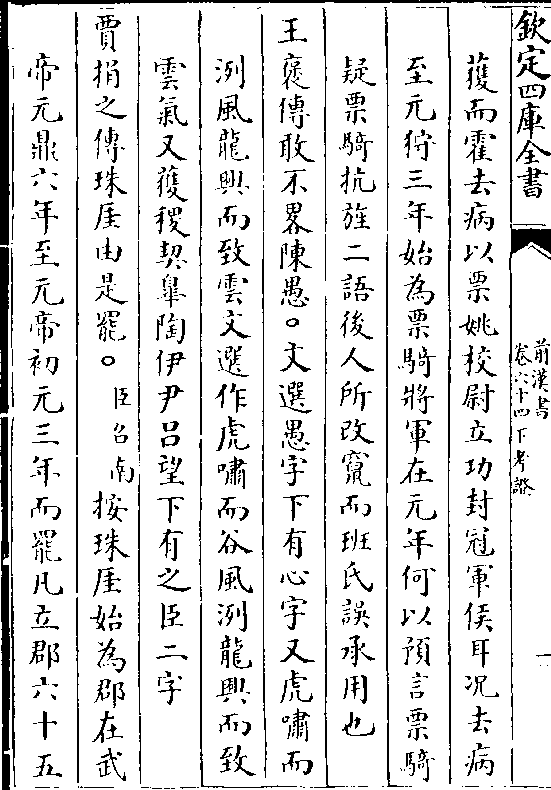 欽定四庫全書
前漢書
卷六十四下考證
一
獲而霍去病以票姚校尉立功封冠軍侯耳况去病
至元狩三年始為票騎將軍在元年何以預言票騎
疑票騎抗旌二語後人所改竄而班氏誤承用也
王襃傳敢不畧陳愚○文選愚字下有心字又虎嘯而
洌風龍興而致雲文選作虎嘯而谷風洌龍興而致
雲氣又獲稷契臯陶伊尹吕望下有之臣二字
賈捐之傳珠厓由是罷○臣召南按珠厓始為郡在武
帝元鼎六年至元帝初元三年而罷凡立郡六十五